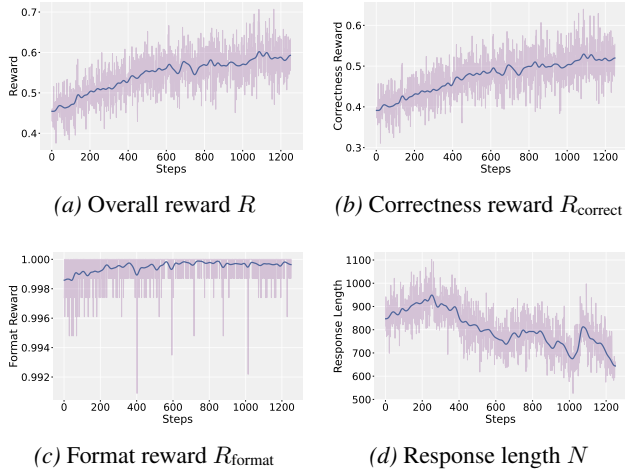 0.7
0.6
0.5
0.4
Reward
0 200 400 600 800 1000 1200
Steps
(a) Overall reward R
0.6
0.5
0.4
0.3
Correctness Reward
0 200 400 600 800 1000 1200
Steps
(b) Correctness reward R_correct
1.000
0.998
0.996
0.994
0.992
Format Reward
0 200 400 600 800 1000 1200
Steps
(c) Format reward R_format
1100
1000
900
800
700
600
500
Response Length
0 200 400 600 800 1000 1200
Steps
(d) Response length N